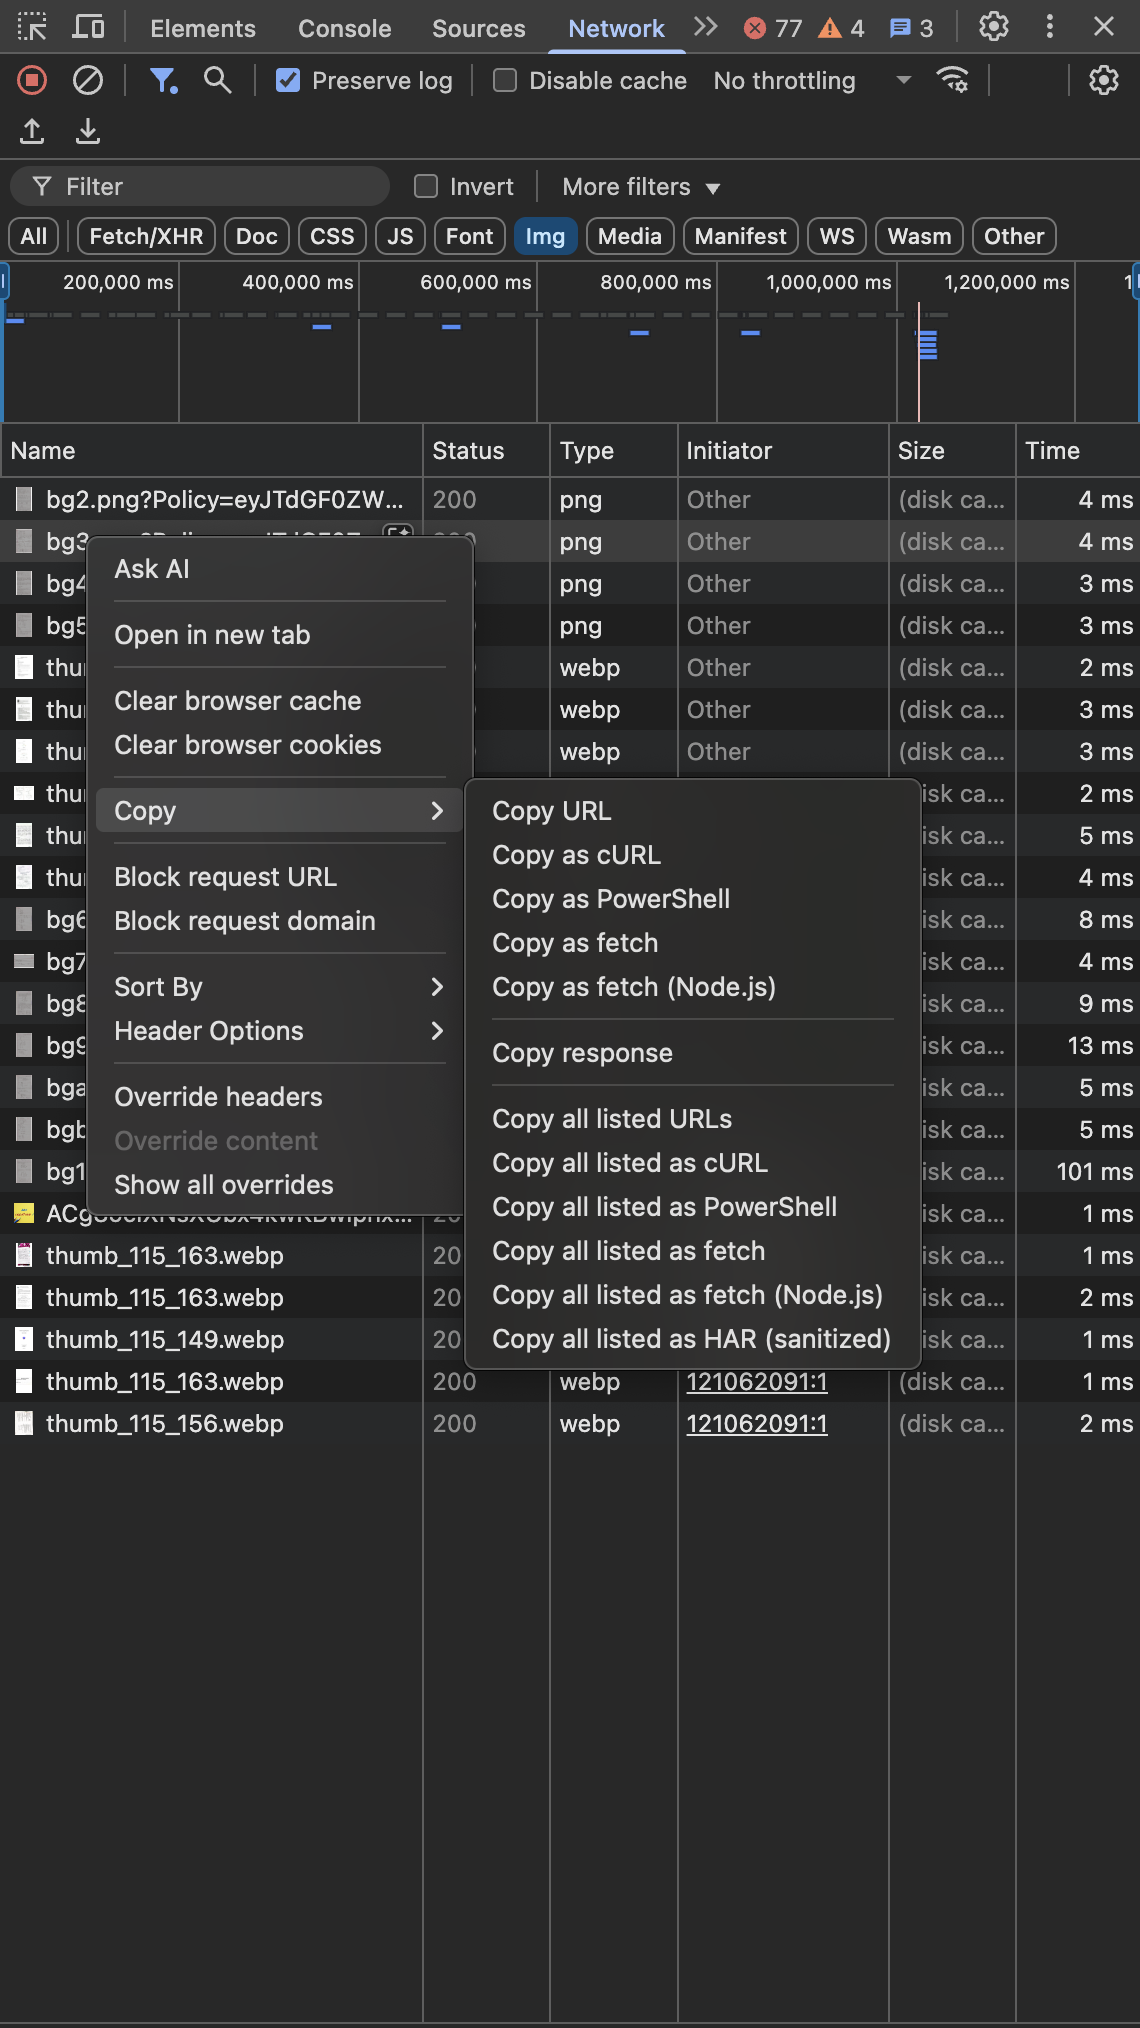 Elements Console Sources Network 77 4 3
Preserve log Disable cache No throttling
Filter Invert More filters
All Fetch/XHR Doc CSS JS Font Img Media Manifest WS Wasm Other
200,000 ms 400,000 ms 600,000 ms 800,000 ms 1,000,000 ms 1,200,000 ms 1
Name Status Type Initiator Size Time
bg2.png?Policy=eyJTdGF0ZW... 200 png Other (disk ca... 4 ms
bg3 png Other (disk ca... 4 ms
Ask AI
bg4 png Other (disk ca... 3 ms
bg5 png Other (disk ca... 3 ms
Open in new tab
thu webp Other (disk ca... 2 ms
Clear browser cache
thu webp Other (disk ca... 3 ms
Clear browser cookies
thu webp Other (disk ca... 3 ms
thu isk ca... 2 ms
Copy
Copy URL
thu isk ca... 5 ms
Copy as cURL
Block request URL
thu isk ca... 4 ms
Copy as PowerShell
Block request domain
bg6 isk ca... 8 ms
Copy as fetch
bg7 isk ca... 4 ms
Sort By
Copy as fetch (Node.js)
bg8 isk ca... 9 ms
Header Options
bg9 isk ca... 13 ms
Copy response
Override headers
bga isk ca... 5 ms
Copy all listed URLs
Override content
bgb isk ca... 5 ms
Copy all listed as cURL
Show all overrides
bg1 isk ca... 101 ms
Copy all listed as PowerShell
20 isk ca... 1 ms
thumb_115_163.webp 20 isk ca... 1 ms
Copy all listed as fetch
thumb_115_163.webp 20 isk ca... 2 ms
Copy all listed as fetch (Node.js)
thumb_115_149.webp 20 isk ca... 1 ms
Copy all listed as HAR (sanitized)
thumb_115_163.webp 200 webp 121062091:1 (disk ca... 1 ms
thumb_115_156.webp 200 webp 121062091:1 (disk ca... 2 ms